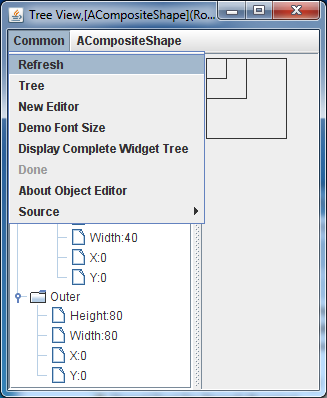 Tree View,[ACompositeShape](Ro...
Common ACompositeShape
Refresh
Tree
New Editor
Demo Font Size
Display Complete Widget Tree
Done
About Object Editor
Source
Width:40
X:0
Y:0
Outer
Height:80
Width:80
X:0
Y:0